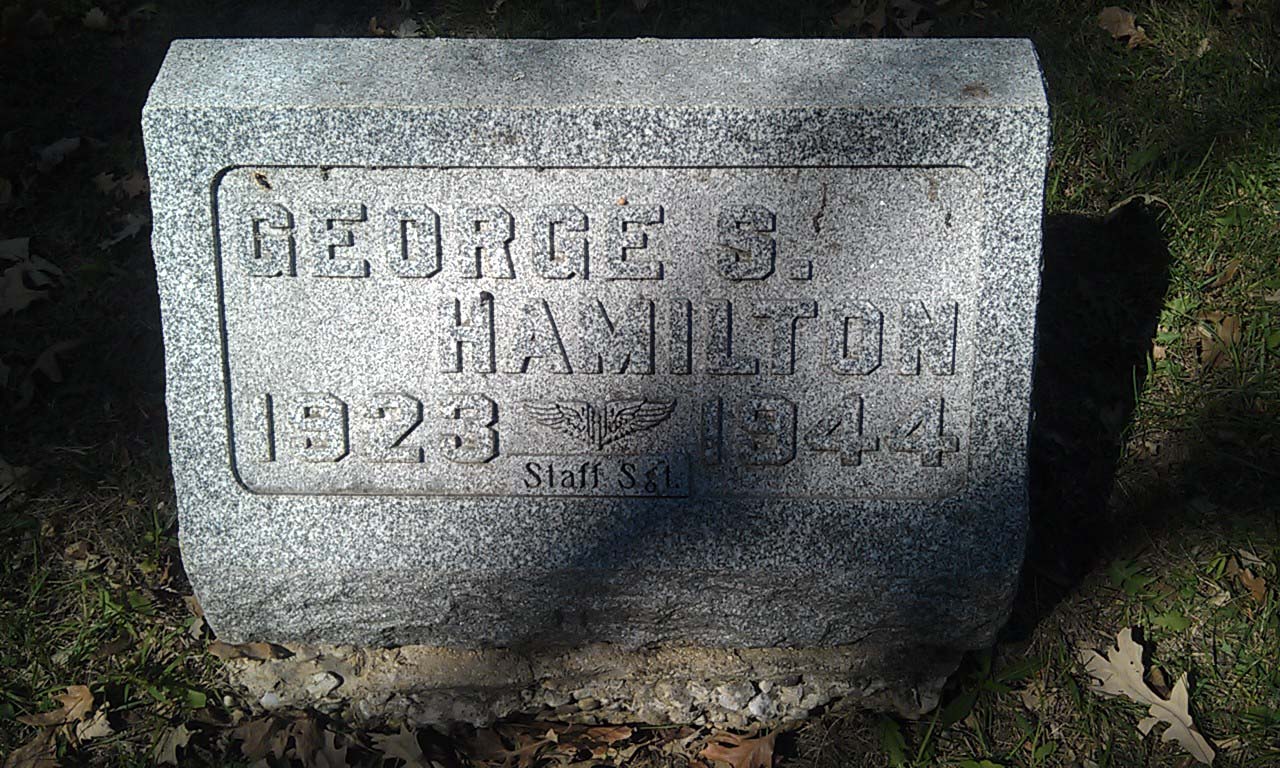 GEORGE S.
HAMILTON
1923 1944
Staff Sgt.